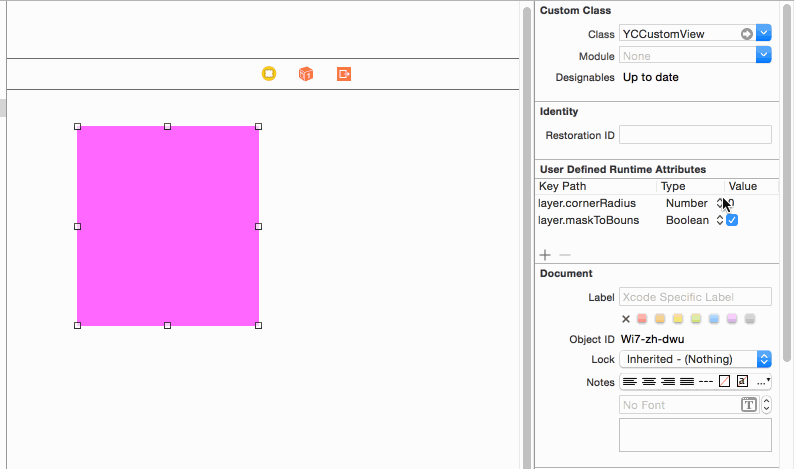 Custom Class
Class YCCustomView
Module None
Designables Up to date
Identity
Restoration ID
User Defined Runtime Attributes
Key Path Type Value
layer.cornerRadius Number 0
layer.maskToBouns Boolean
Document
Label Xcode Specific Label
Object ID Wi7-zh-dwu
Lock Inherited - (Nothing)
Notes --- a ...
No Font T